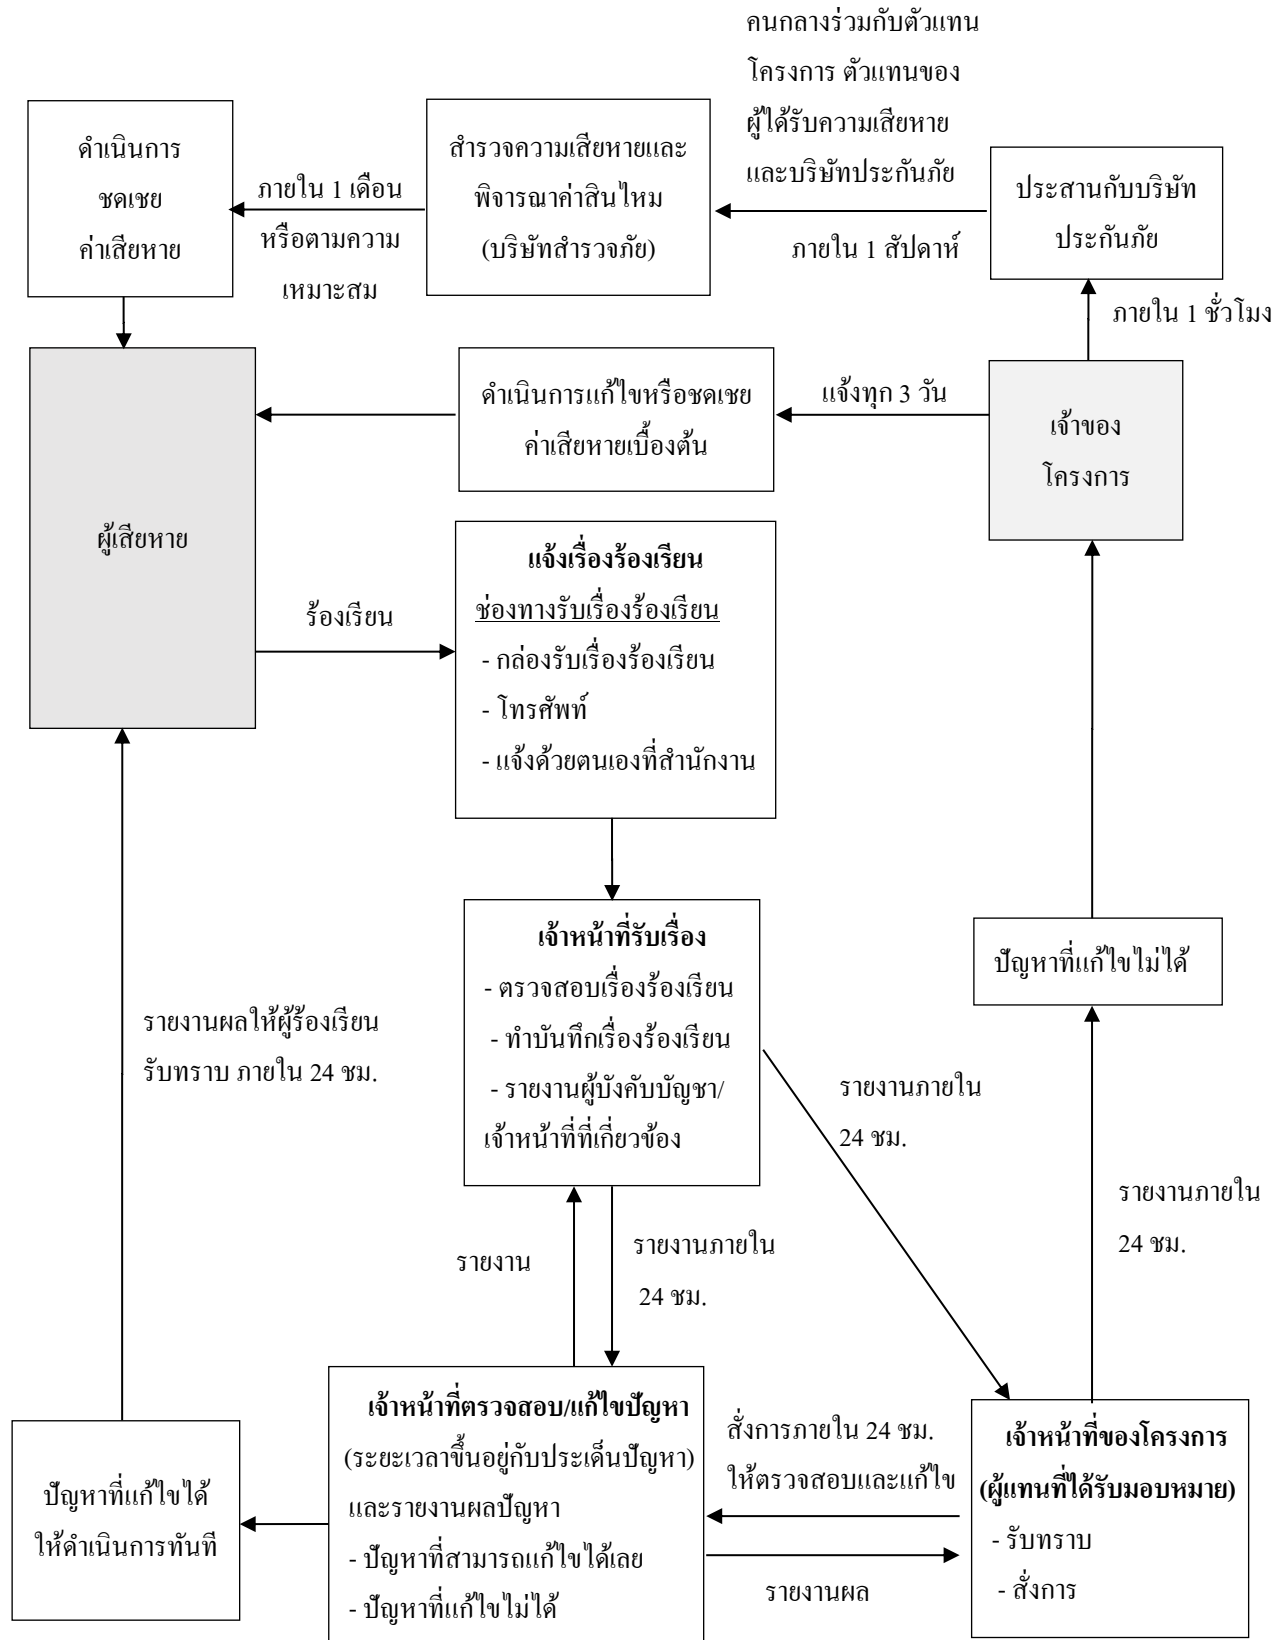 คนกลางร่วมกับตัวแทน
โครงการ ตัวแทนของ
ผู้ได้รับความเสียหาย
และบริษัทประกันภัย
ดำเนินการ
ชดเชย
ค่าเสียหาย
ภายใน 1 เดือน
หรือตามความ
เหมาะสม
สำรวจความเสียหายและ
พิจารณาค่าสินไหม
(บริษัทสำรวจภัย)
ภายใน 1 สัปดาห์
ประสานกับบริษัท
ประกันภัย
ภายใน 1 ชั่วโมง
ผู้เสียหาย
ดำเนินการแก้ไขหรือชดเชย
ค่าเสียหายเบื้องต้น
แจ้งทุก 3 วัน
เจ้าของ
โครงการ
ร้องเรียน
แจ้งเรื่องร้องเรียน
ช่องทางรับเรื่องร้องเรียน
- กล่องรับเรื่องร้องเรียน
- โทรศัพท์
- แจ้งด้วยตนเองที่สำนักงาน
เจ้าหน้าที่รับเรื่อง
- ตรวจสอบเรื่องร้องเรียน
- ทำบันทึกเรื่องร้องเรียน
- รายงานผู้บังคับบัญชา/
เจ้าหน้าที่ที่เกี่ยวข้อง
ปัญหาที่แก้ไขไม่ได้
รายงานผลให้ผู้ร้องเรียน
รับทราบ ภายใน 24 ชม.
รายงานภายใน
24 ชม.
รายงานภายใน
24 ชม.
รายงาน
รายงานภายใน
24 ชม.
ปัญหาที่แก้ไขได้
ให้ดำเนินการทันที
เจ้าหน้าที่ตรวจสอบ/แก้ไขปัญหา
(ระยะเวลาขึ้นอยู่กับประเด็นปัญหา)
และรายงานผลปัญหา
- ปัญหาที่สามารถแก้ไขได้เลย
- ปัญหาที่แก้ไขไม่ได้
สั่งการภายใน 24 ชม.
ให้ตรวจสอบและแก้ไข
รายงานผล
เจ้าหน้าที่ของโครงการ
(ผู้แทนที่ได้รับมอบหมาย)
- รับทราบ
- สั่งการ